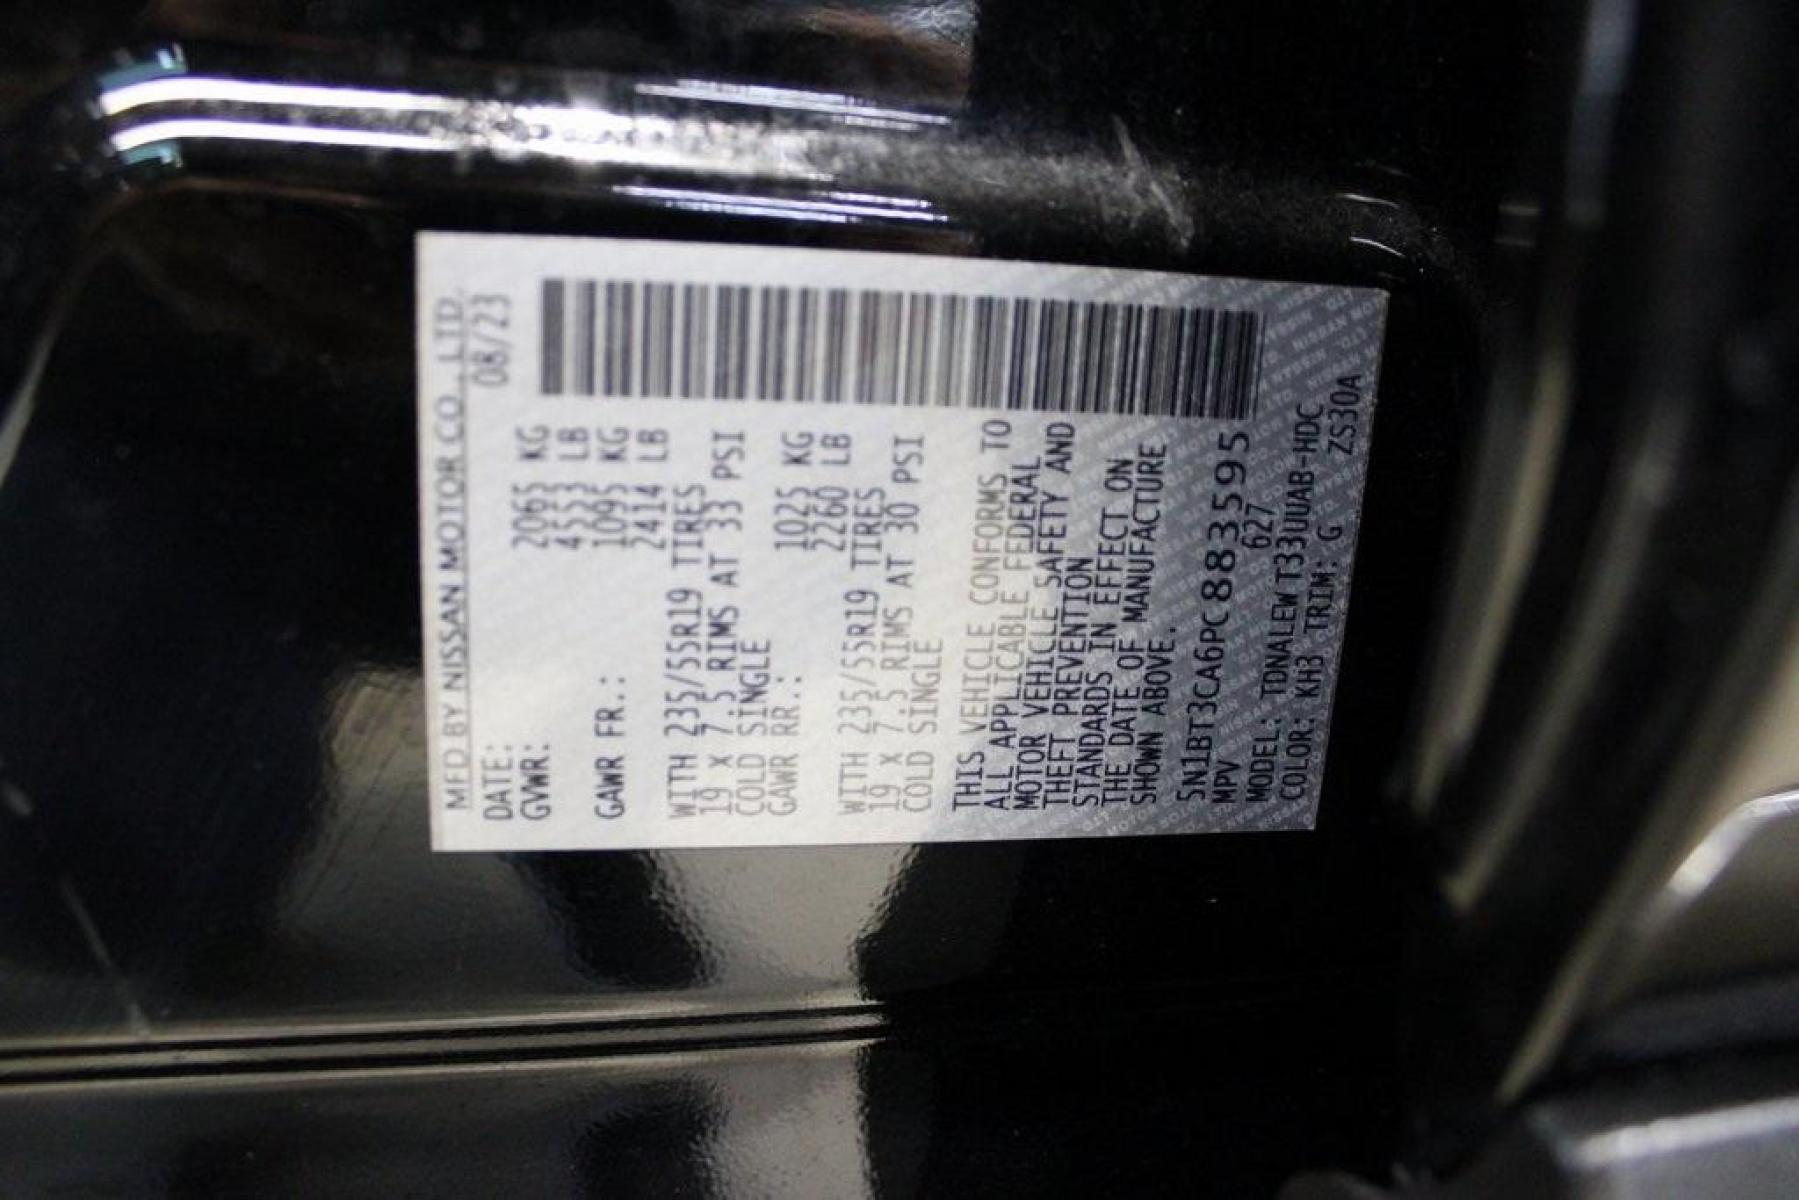 MFD BY NISSAN MOTOR CO., LTD.
DATE: 08/23
GVWR: 2065 KG
4553 LB
GAWR FR.: 1095 KG
2414 LB
WITH 235/55R19 TIRES
19 X 7.5 RIMS AT 33 PSI
COLD SINGLE
GAWR RR.: 1025 KG
2260 LB
WITH 235/55R19 TIRES
19 X 7.5 RIMS AT 30 PSI
COLD SINGLE
THIS VEHICLE CONFORMS TO
ALL APPLICABLE FEDERAL
MOTOR VEHICLE SAFETY AND
THEFT PREVENTION
STANDARDS IN EFFECT ON
THE DATE OF MANUFACTURE
SHOWN ABOVE.
5N1BT3CA6PC883595
MPV 627
MODEL: TDNALEW T33UUAB-HDC
COLOR: KH3 TRIM: G ZS30A